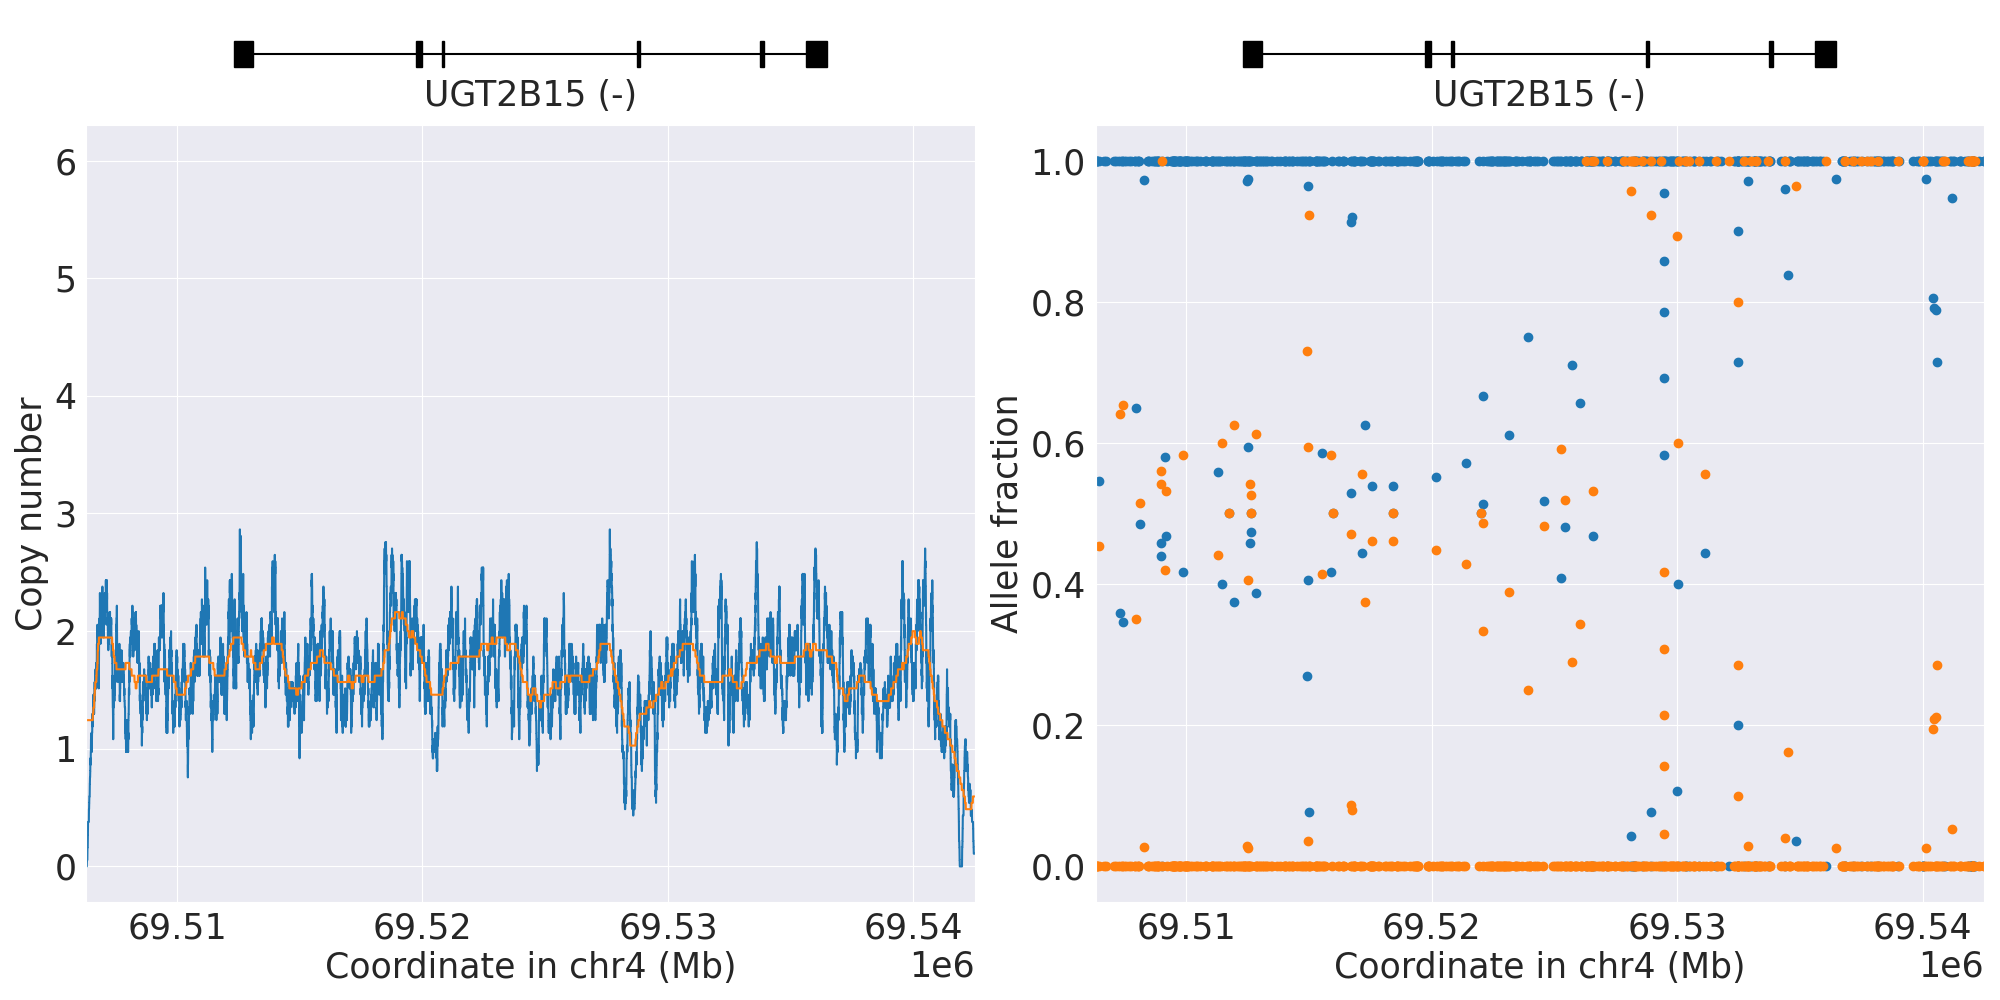 UGT2B15 (-)
UGT2B15 (-)
Copy number
6
5
4
3
2
1
0
69.51 69.52 69.53 69.54
Coordinate in chr4 (Mb)
1e6
Allele fraction
1.0
0.8
0.6
0.4
0.2
0.0
69.51 69.52 69.53 69.54
Coordinate in chr4 (Mb)
1e6